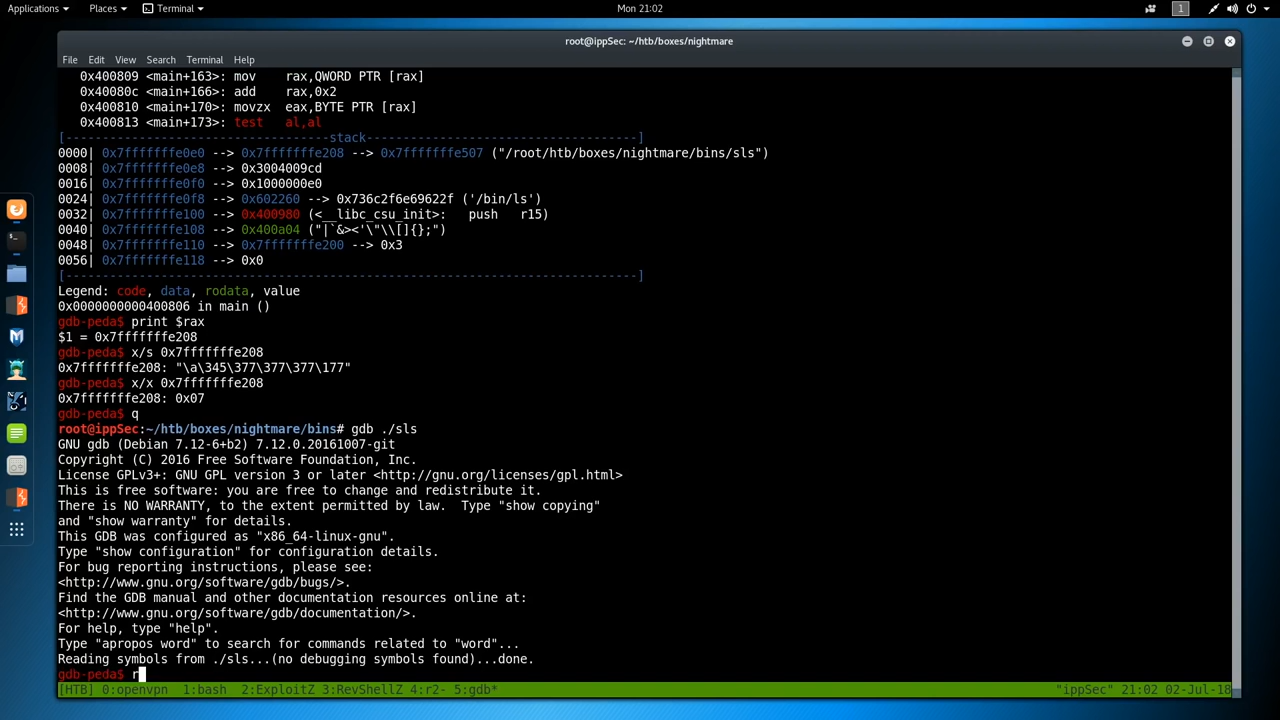 Applications Places Terminal Mon 21:02 1
root@ippSec: ~/htb/boxes/nightmare
File Edit View Search Terminal Help
0x400809 <main+163>: mov rax,QWORD PTR [rax]
0x40080c <main+166>: add rax,0x2
0x400810 <main+170>: movzx eax,BYTE PTR [rax]
0x400813 <main+173>: test al,al
[------------------------------------stack-------------------------------------]
0000| 0x7fffffffe0e0 --> 0x7fffffffe208 --> 0x7fffffffe507 ("/root/htb/boxes/nightmare/bins/sls")
0008| 0x7fffffffe0e8 --> 0x3004009cd
0016| 0x7fffffffe0f0 --> 0x1000000e0
0024| 0x7fffffffe0f8 --> 0x602260 --> 0x736c2f6e69622f ('/bin/ls')
0032| 0x7fffffffe100 --> 0x400980 (<__libc_csu_init>: push r15)
0040| 0x7fffffffe108 --> 0x400a04 ("|`&><'\"\\[]{};")
0048| 0x7fffffffe110 --> 0x7fffffffe200 --> 0x3
0056| 0x7fffffffe118 --> 0x0
[------------------------------------------------------------------------------]
Legend: code, data, rodata, value
0x0000000000400806 in main ()
gdb-peda$ print $rax
$1 = 0x7fffffffe208
gdb-peda$ x/s 0x7fffffffe208
0x7fffffffe208: "\a\345\377\377\377\177"
gdb-peda$ x/x 0x7fffffffe208
0x7fffffffe208: 0x07
gdb-peda$ q
root@ippSec:~/htb/boxes/nightmare/bins# gdb ./sls
GNU gdb (Debian 7.12-6+b2) 7.12.0.20161007-git
Copyright (C) 2016 Free Software Foundation, Inc.
License GPLv3+: GNU GPL version 3 or later <http://gnu.org/licenses/gpl.html>
This is free software: you are free to change and redistribute it.
There is NO WARRANTY, to the extent permitted by law. Type "show copying"
and "show warranty" for details.
This GDB was configured as "x86_64-linux-gnu".
Type "show configuration" for configuration details.
For bug reporting instructions, please see:
<http://www.gnu.org/software/gdb/bugs/>.
Find the GDB manual and other documentation resources online at:
<http://www.gnu.org/software/gdb/documentation/>.
For help, type "help".
Type "apropos word" to search for commands related to "word"...
Reading symbols from ./sls...(no debugging symbols found)...done.
gdb-peda$ r
[HTB] 0:openvpn 1:bash 2:ExploitZ 3:RevShellZ 4:r2- 5:gdb* "ippSec" 21:02 02-Jul-18